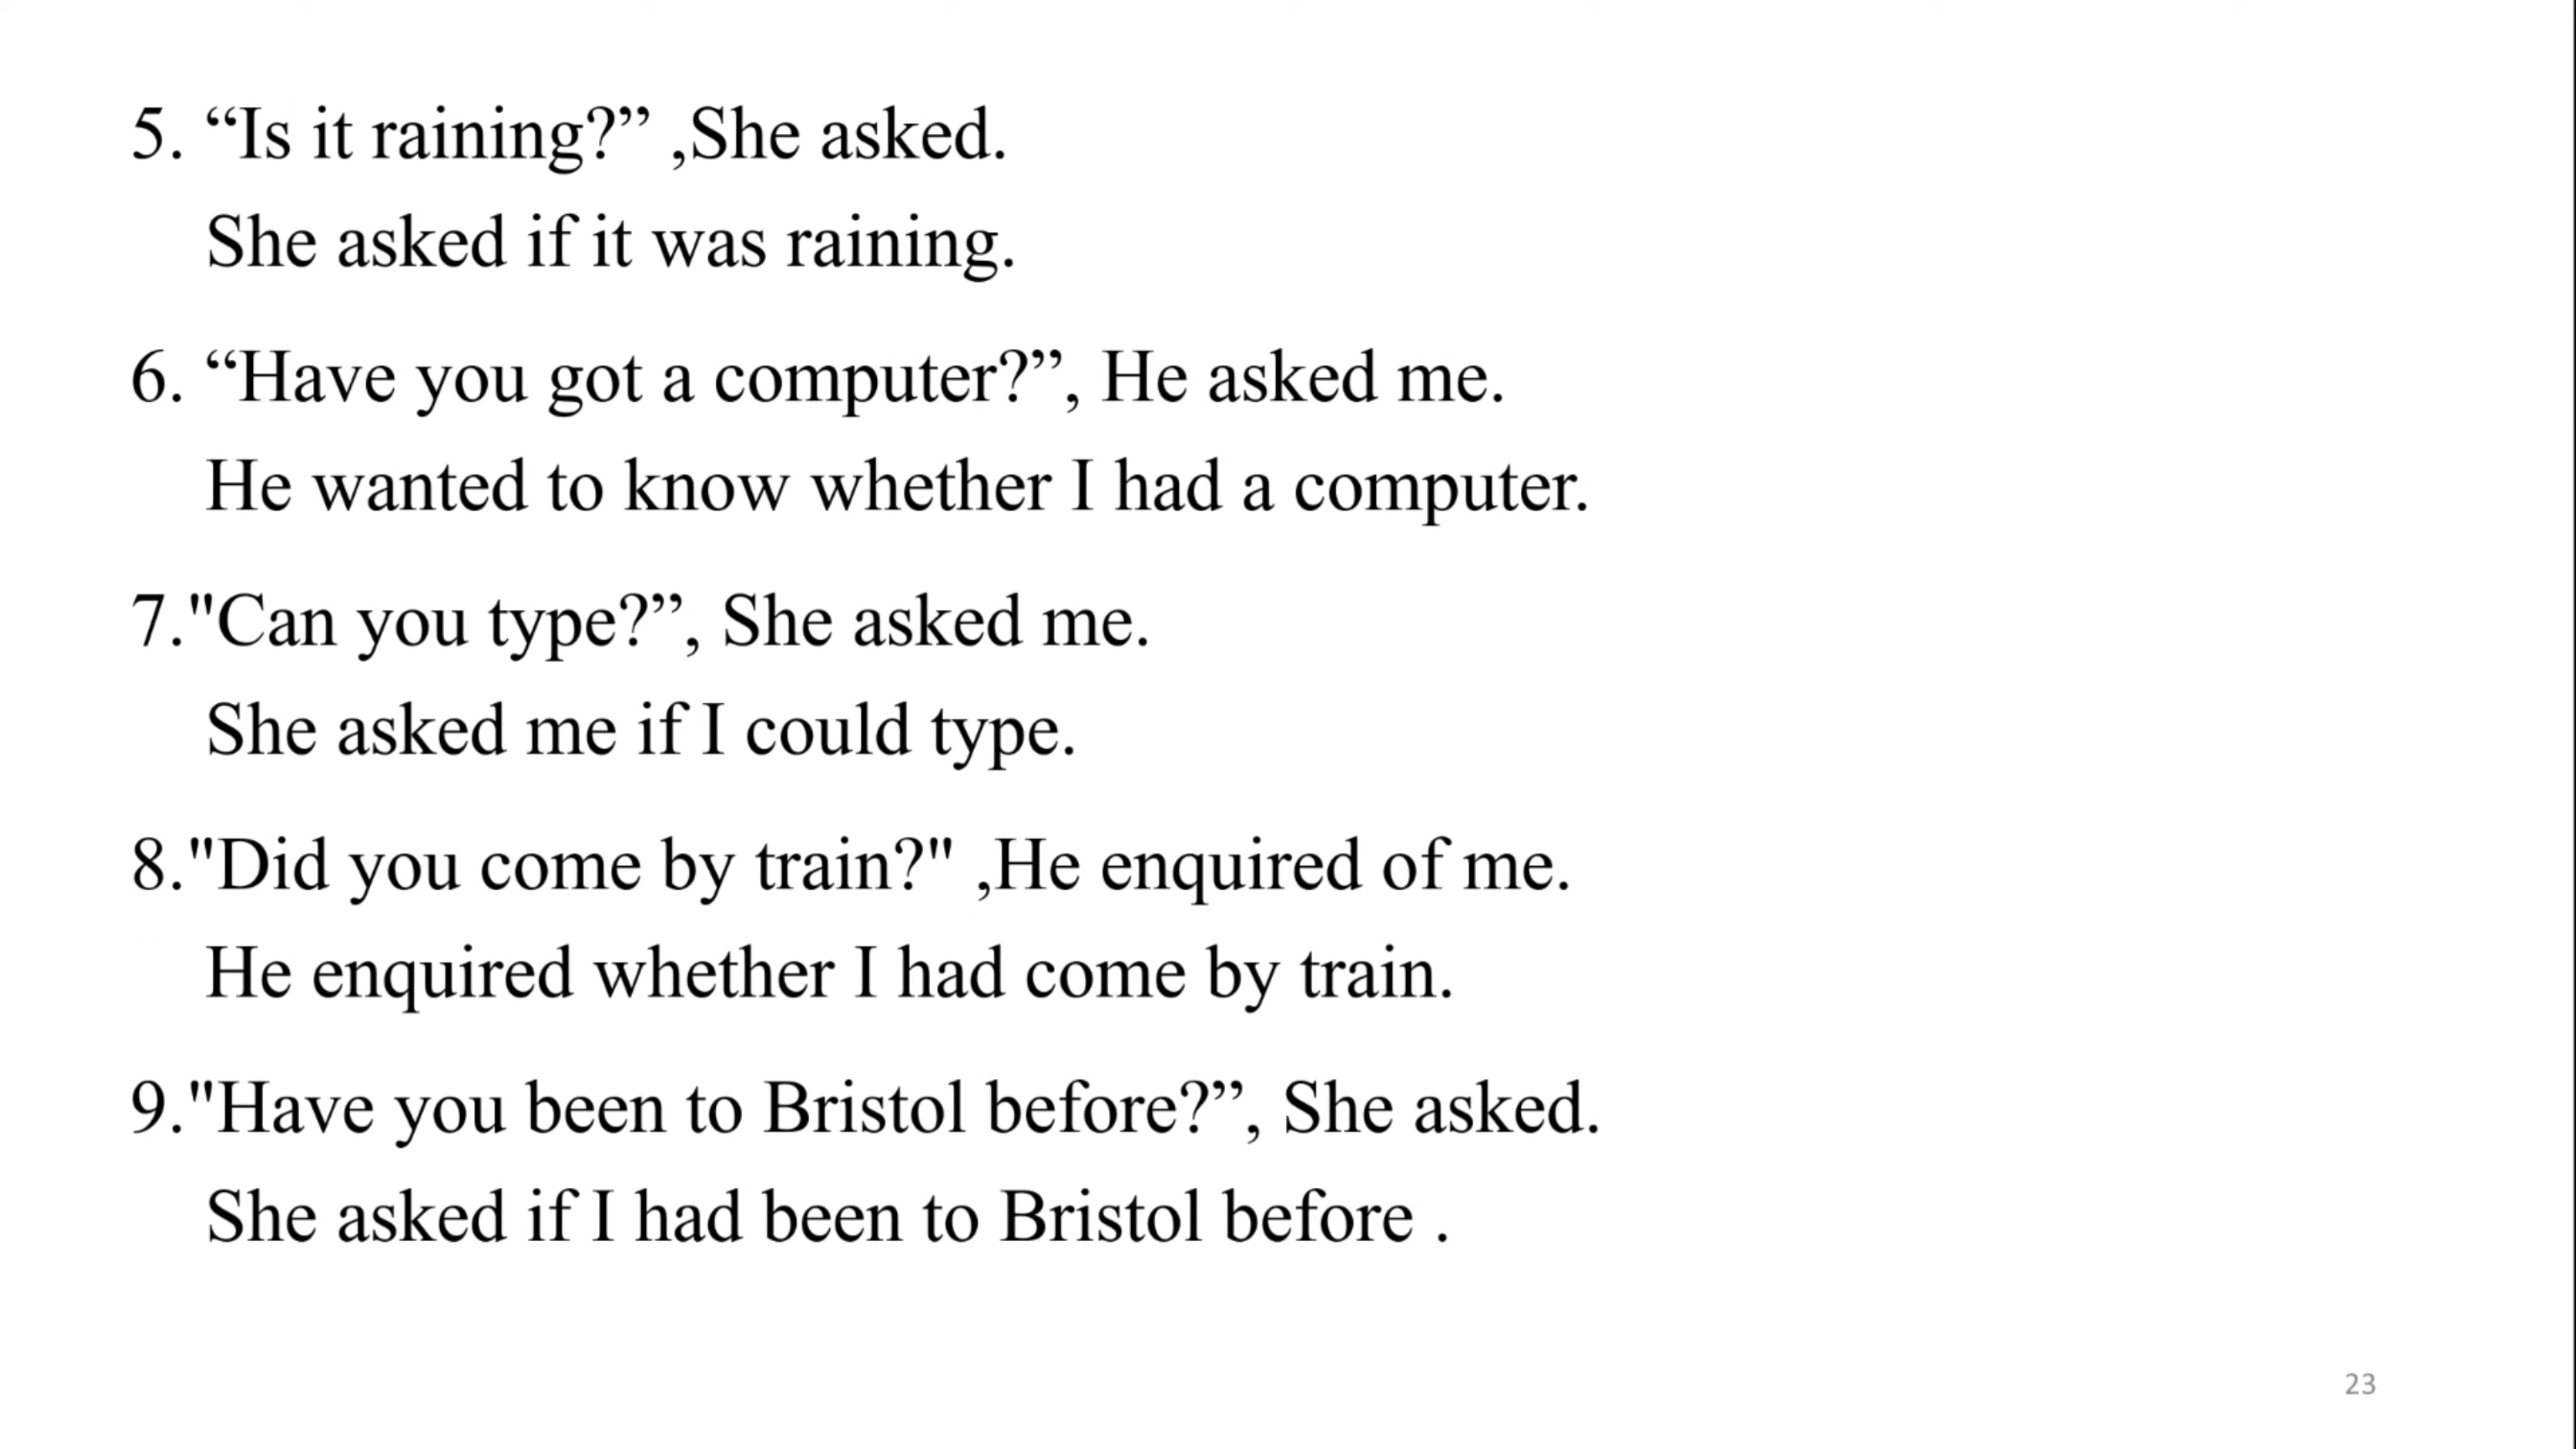 5. “Is it raining?” ,She asked.
She asked if it was raining.
6. “Have you got a computer?”, He asked me.
He wanted to know whether I had a computer.
7."Can you type?”, She asked me.
She asked me if I could type.
8."Did you come by train?" ,He enquired of me.
He enquired whether I had come by train.
9."Have you been to Bristol before?”, She asked.
She asked if I had been to Bristol before .
23